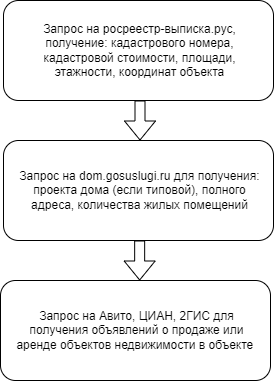 Запрос на росреестр-выписка.рус,
получение: кадастрового номера,
кадастровой стоимости, площади,
этажности, координат объекта
Запрос на dom.gosuslugi.ru для получения:
проекта дома (если типовой), полного
адреса, количества жилых помещений
Запрос на Авито, ЦИАН, 2ГИС для
получения объявлений о продаже или
аренде объектов недвижимости в объекте